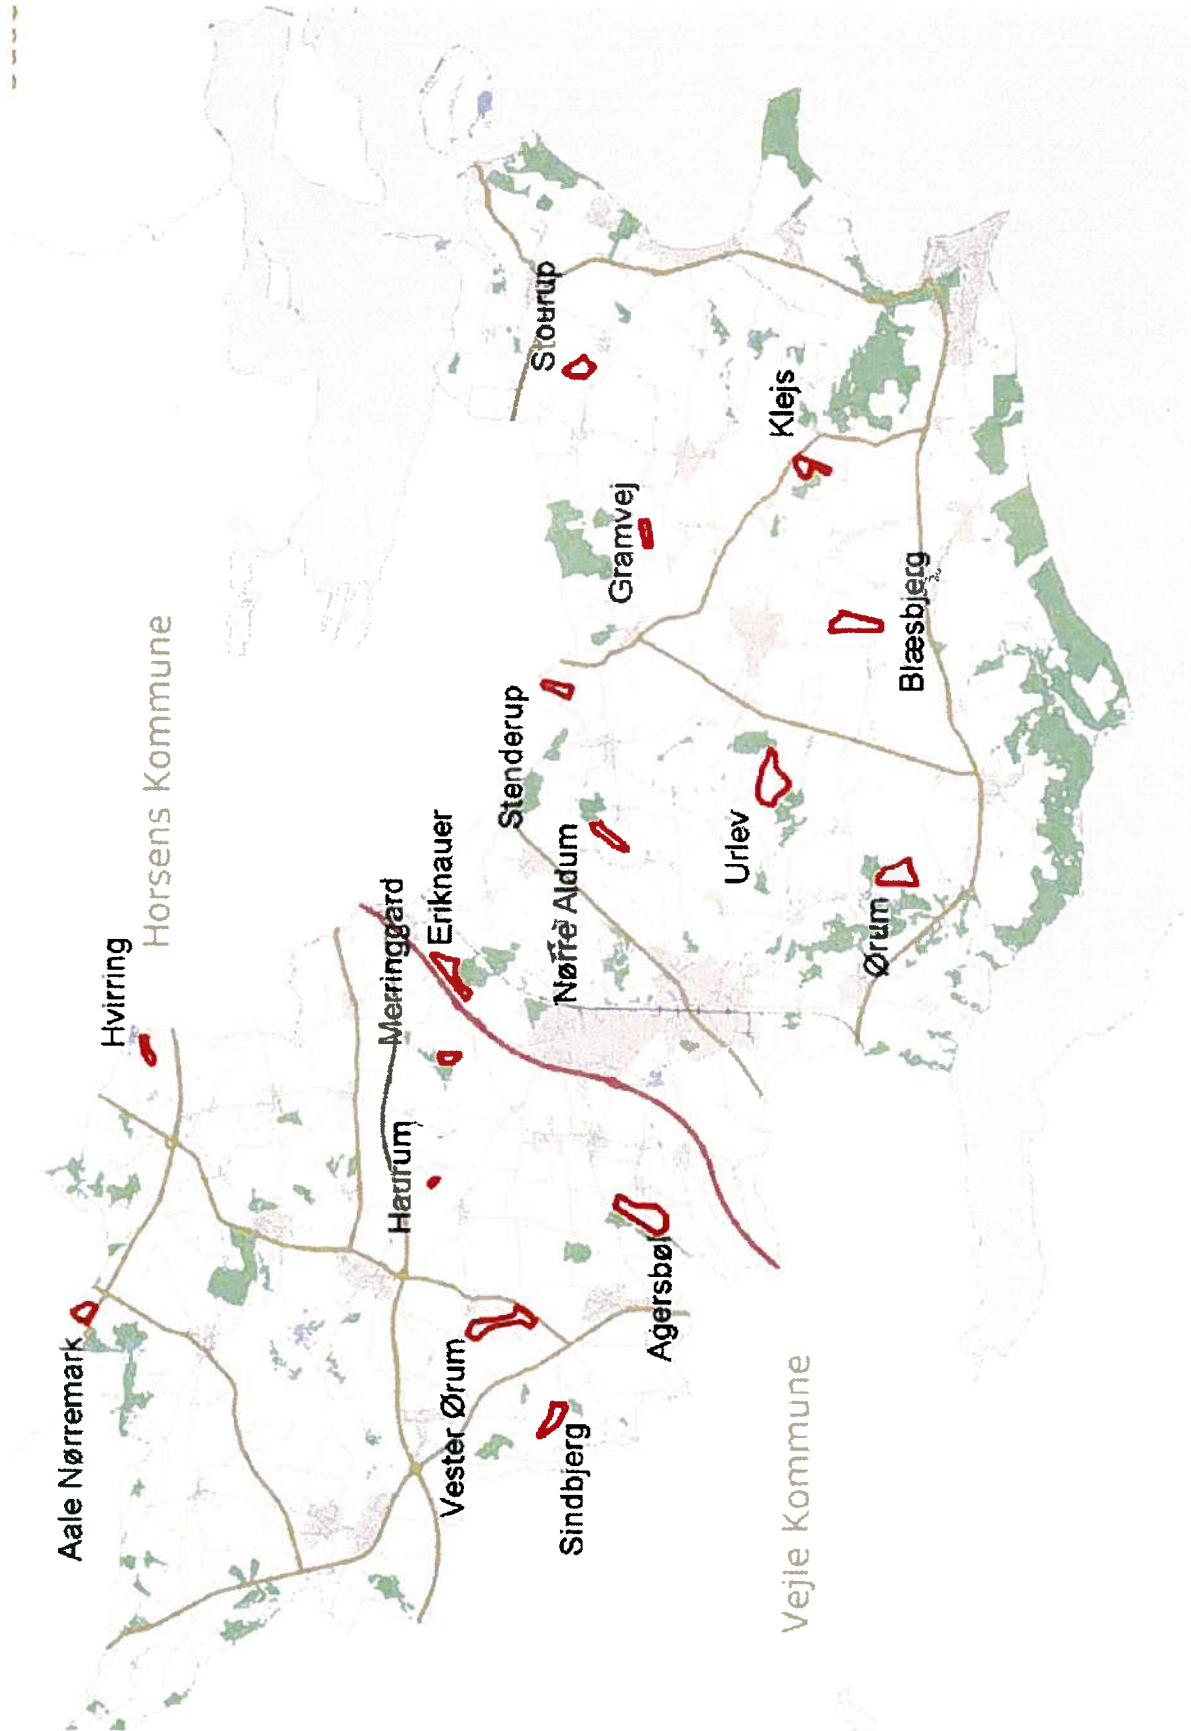 Hvirring
Horsens Kommune
Aale Nørremark
Merringgard
Eriknauer
Haurum
Stenderup
Stourup
Vester Ørum
Nørre Aldum
Gramvej
Sindbjerg
Agersbøl
Klejs
Urlev
Ørum
Blæsbjerg
Vejle Kommune